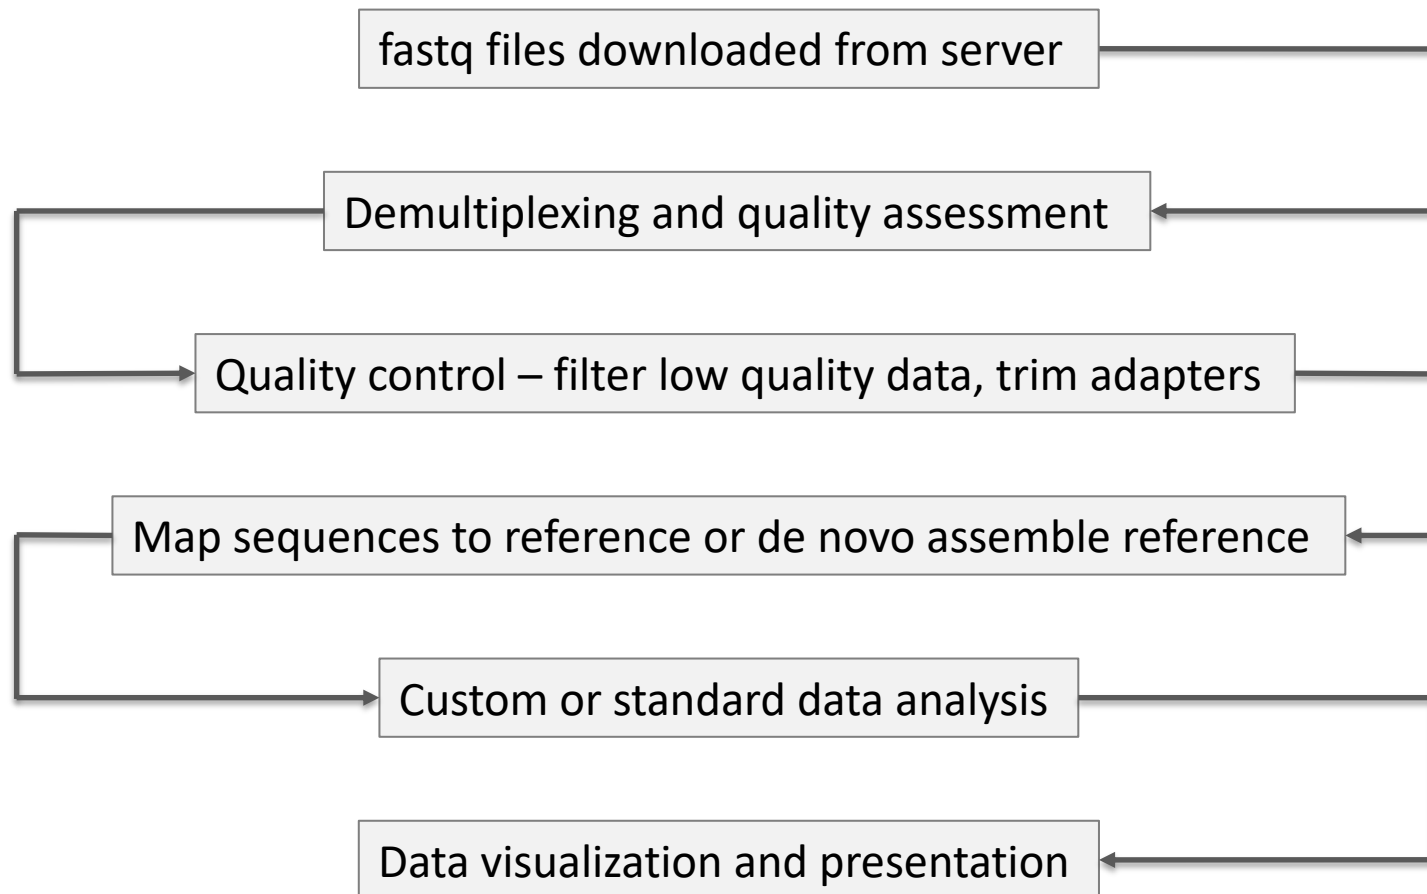 fastq files downloaded from server
Demultiplexing and quality assessment
Quality control – filter low quality data, trim adapters
Map sequences to reference or de novo assemble reference
Custom or standard data analysis
Data visualization and presentation